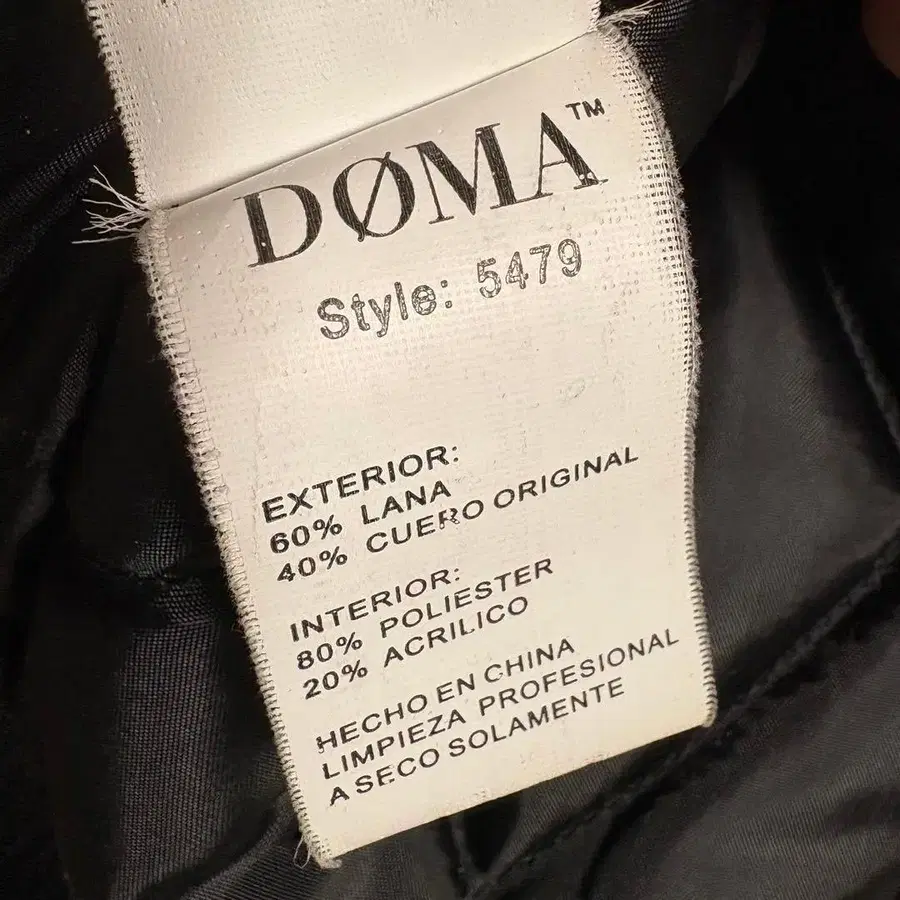 DØMA™
Style: 5479
EXTERIOR:
60% LANA
40% CUERO ORIGINAL
INTERIOR:
80% POLIESTER
20% ACRILICO
HECHO EN CHINA
LIMPIEZA PROFESIONAL
A SECO SOLAMENTE